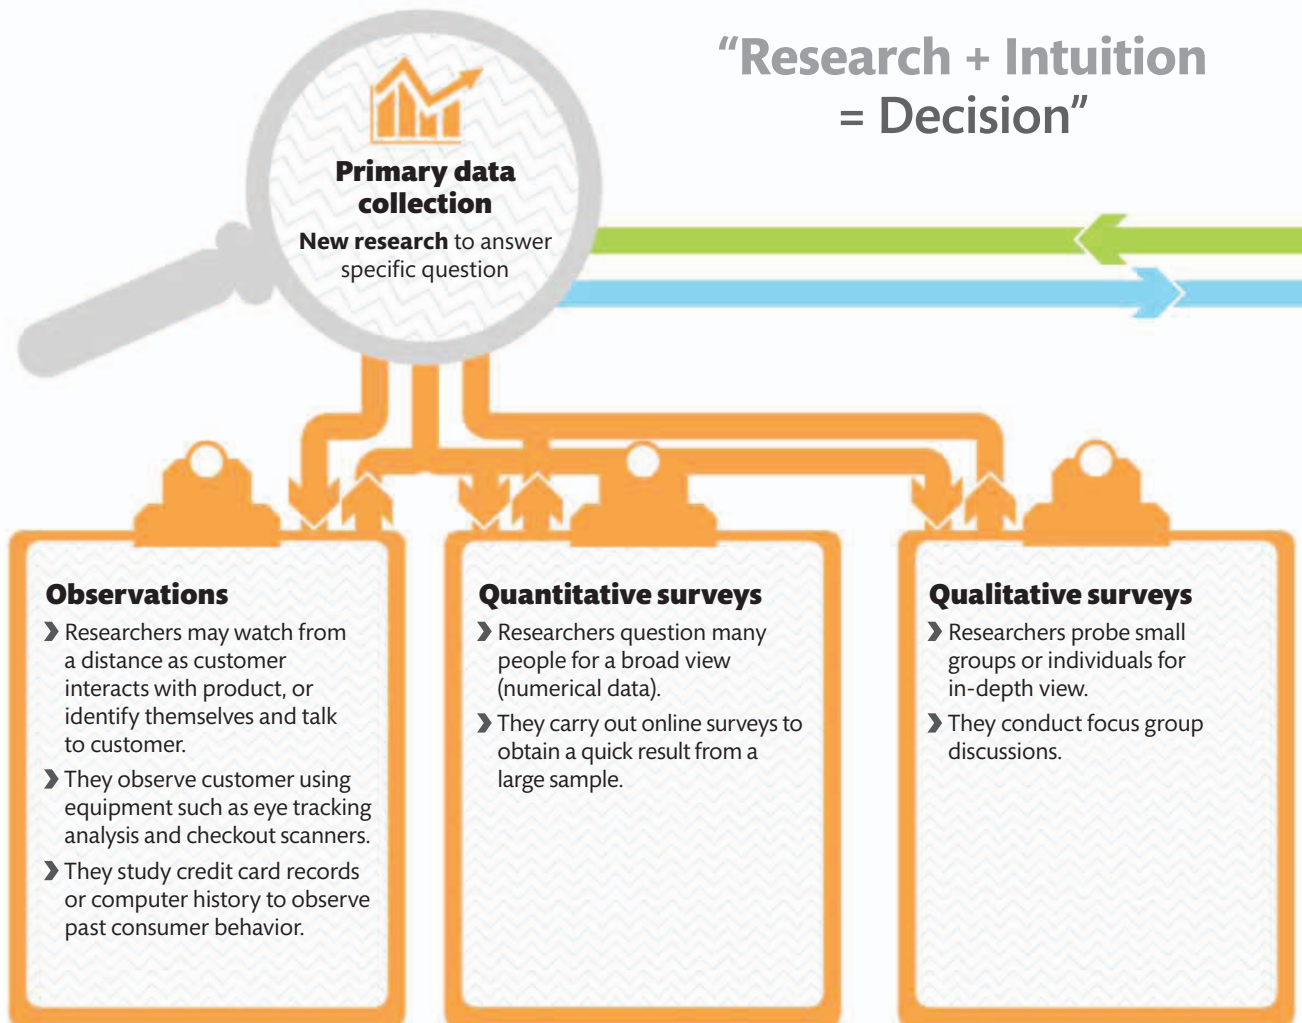 “Research + Intuition
= Decision”
Primary data
collection
New research to answer
specific question
Observations
❯ Researchers may watch from
a distance as customer
interacts with product, or
identify themselves and talk
to customer.
❯ They observe customer using
equipment such as eye tracking
analysis and checkout scanners.
❯ They study credit card records
or computer history to observe
past consumer behavior.
Quantitative surveys
❯ Researchers question many
people for a broad view
(numerical data).
❯ They carry out online surveys to
obtain a quick result from a
large sample.
Qualitative surveys
❯ Researchers probe small
groups or individuals for
in-depth view.
❯ They conduct focus group
discussions.